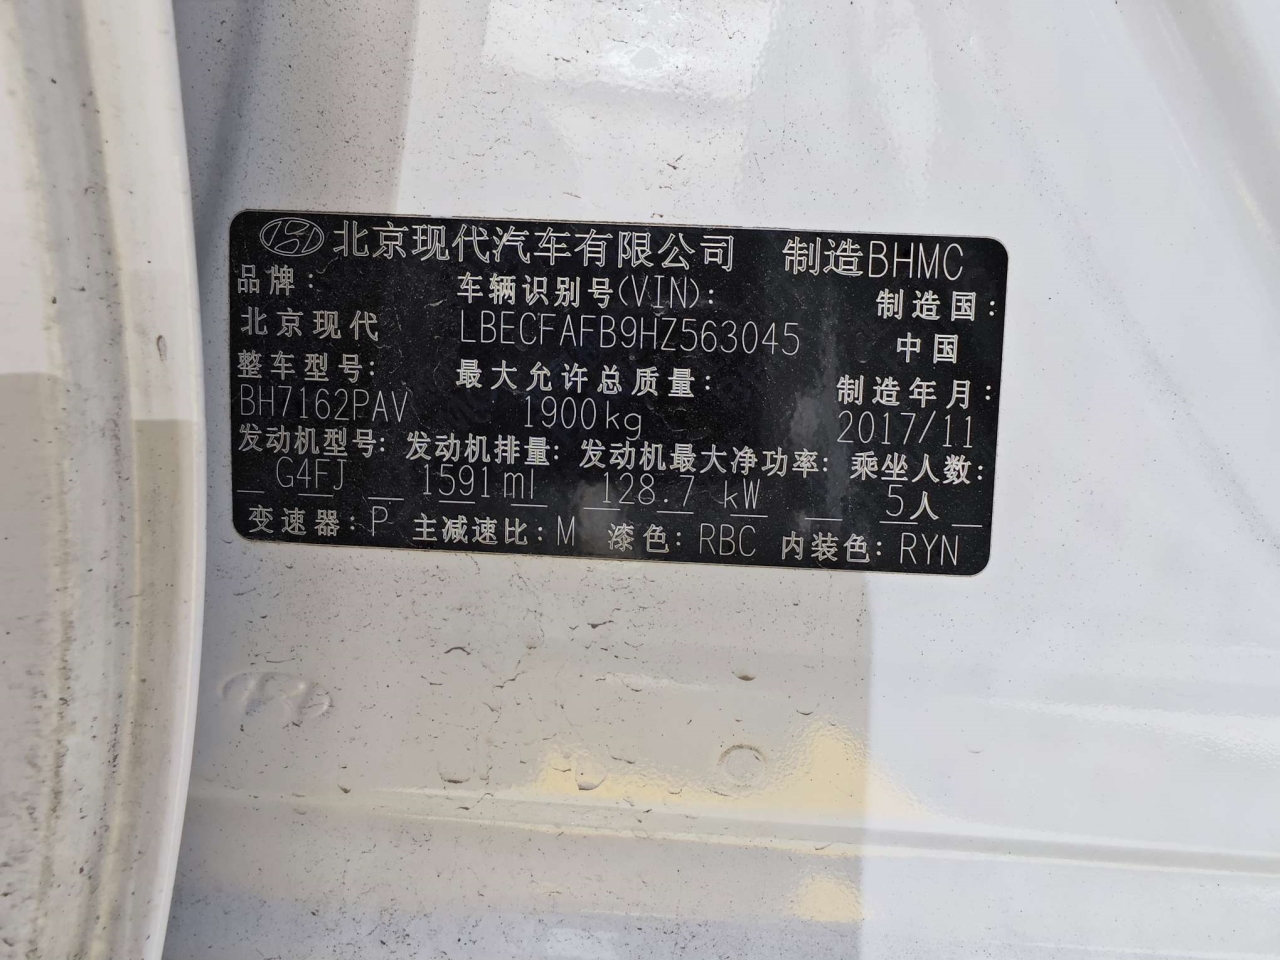 北京现代汽车有限公司 制造BHMC
品牌: 车辆识别号(VIN): 制造国:
北京现代 LBECFAFB9HZ563045 中国
整车型号: 最大允许总质量: 制造年月:
BH7162PAV 1900kg 2017/11
发动机型号: 发动机排量: 发动机最大净功率: 乘坐人数:
G4FJ 1591ml 128.7 kW 5人
变速器: P 主减速比: M 漆色: RBC 内装色: RYN